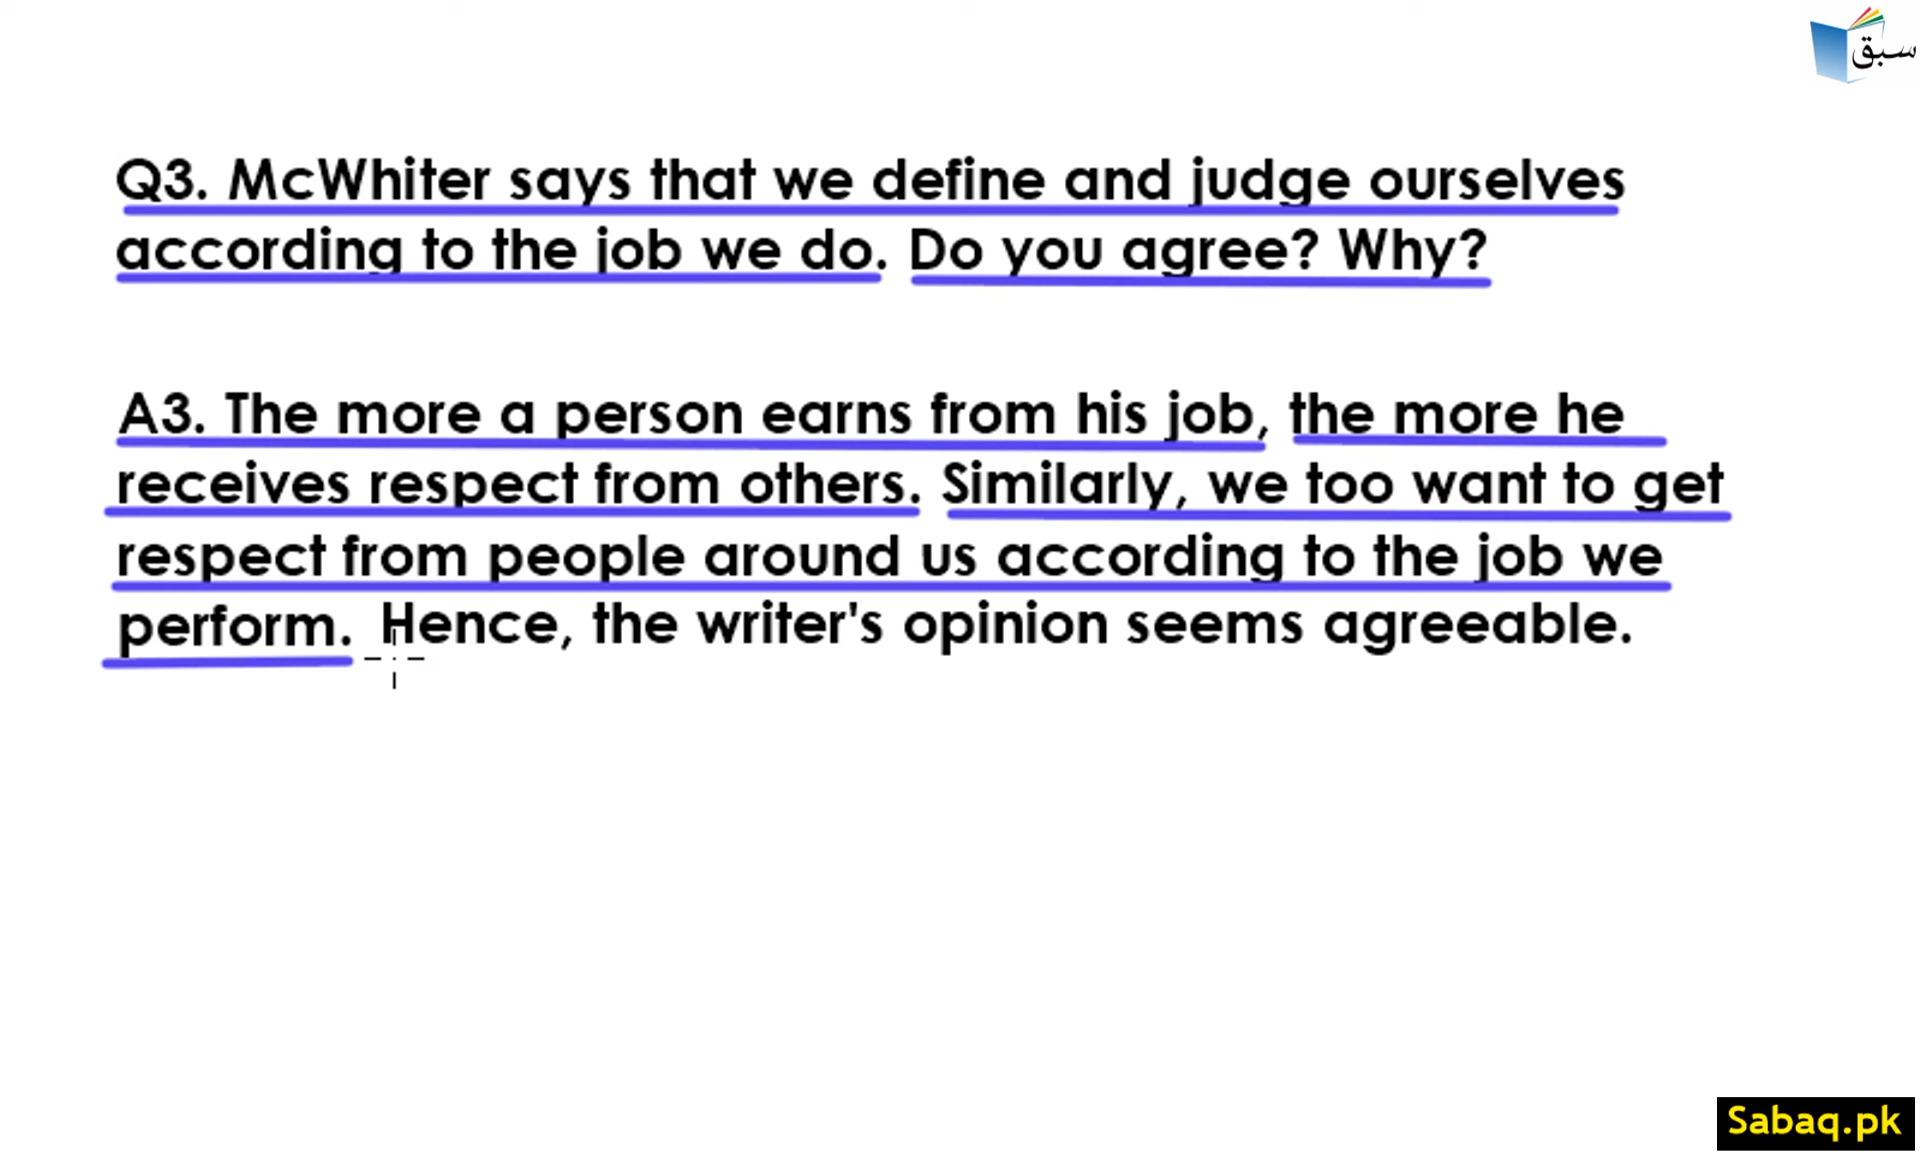 سبق
Q3. McWhiter says that we define and judge ourselves
according to the job we do. Do you agree? Why?
A3. The more a person earns from his job, the more he
receives respect from others. Similarly, we too want to get
respect from people around us according to the job we
perform. Hence, the writer's opinion seems agreeable.
Sabaq.pk